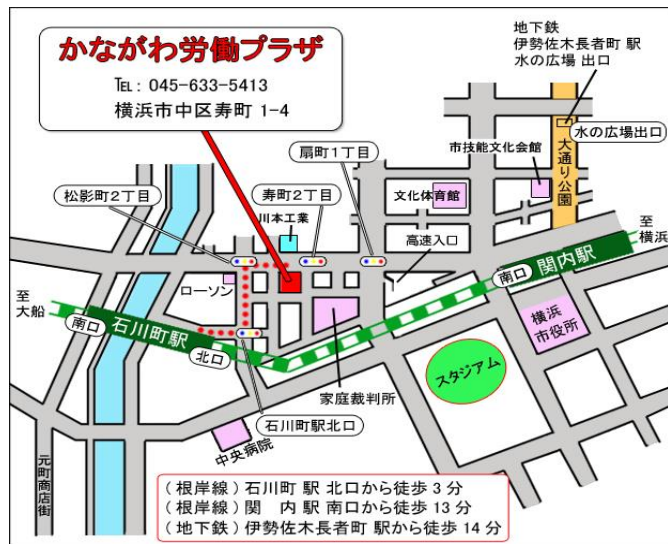 かながわ労働プラザ
TEL: 045-633-5413
横浜市中区寿町 1-4
地下鉄
伊勢佐木長者町 駅
水の広場 出口
水の広場出口
大通り公園
市技能文化会館
扇町1丁目
文化体育館
松影町2丁目
寿町2丁目
川本工業
高速入口
至
横浜
関内駅
南口
ローソン
至
大船
南口
石川町駅
北口
横浜
市役所
スタジアム
家庭裁判所
石川町駅北口
中央病院
元町商店街
(根岸線) 石川町 駅 北口から徒歩 3 分
(根岸線) 関 内 駅 南口から徒歩 13 分
(地下鉄) 伊勢佐木長者町 駅から徒歩 14 分